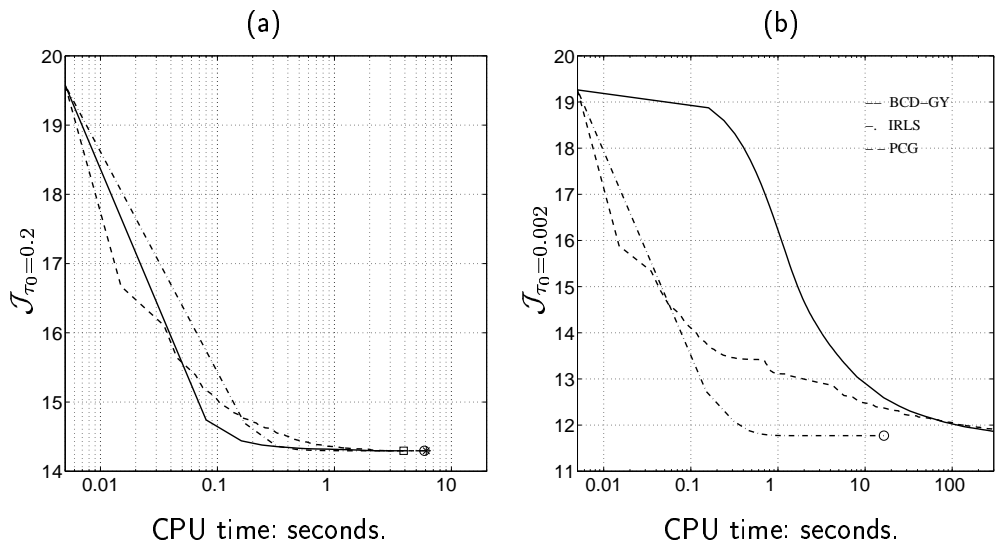 (a)
20
19
18
17
16
15
14
0.01
0.1
1
10
𝒥τ₀=0.2
CPU time: seconds.
(b)
20
19
18
17
16
15
14
13
12
11
0.01
0.1
1
10
100
𝒥τ₀=0.002
BCD-GY
IRLS
PCG
CPU time: seconds.